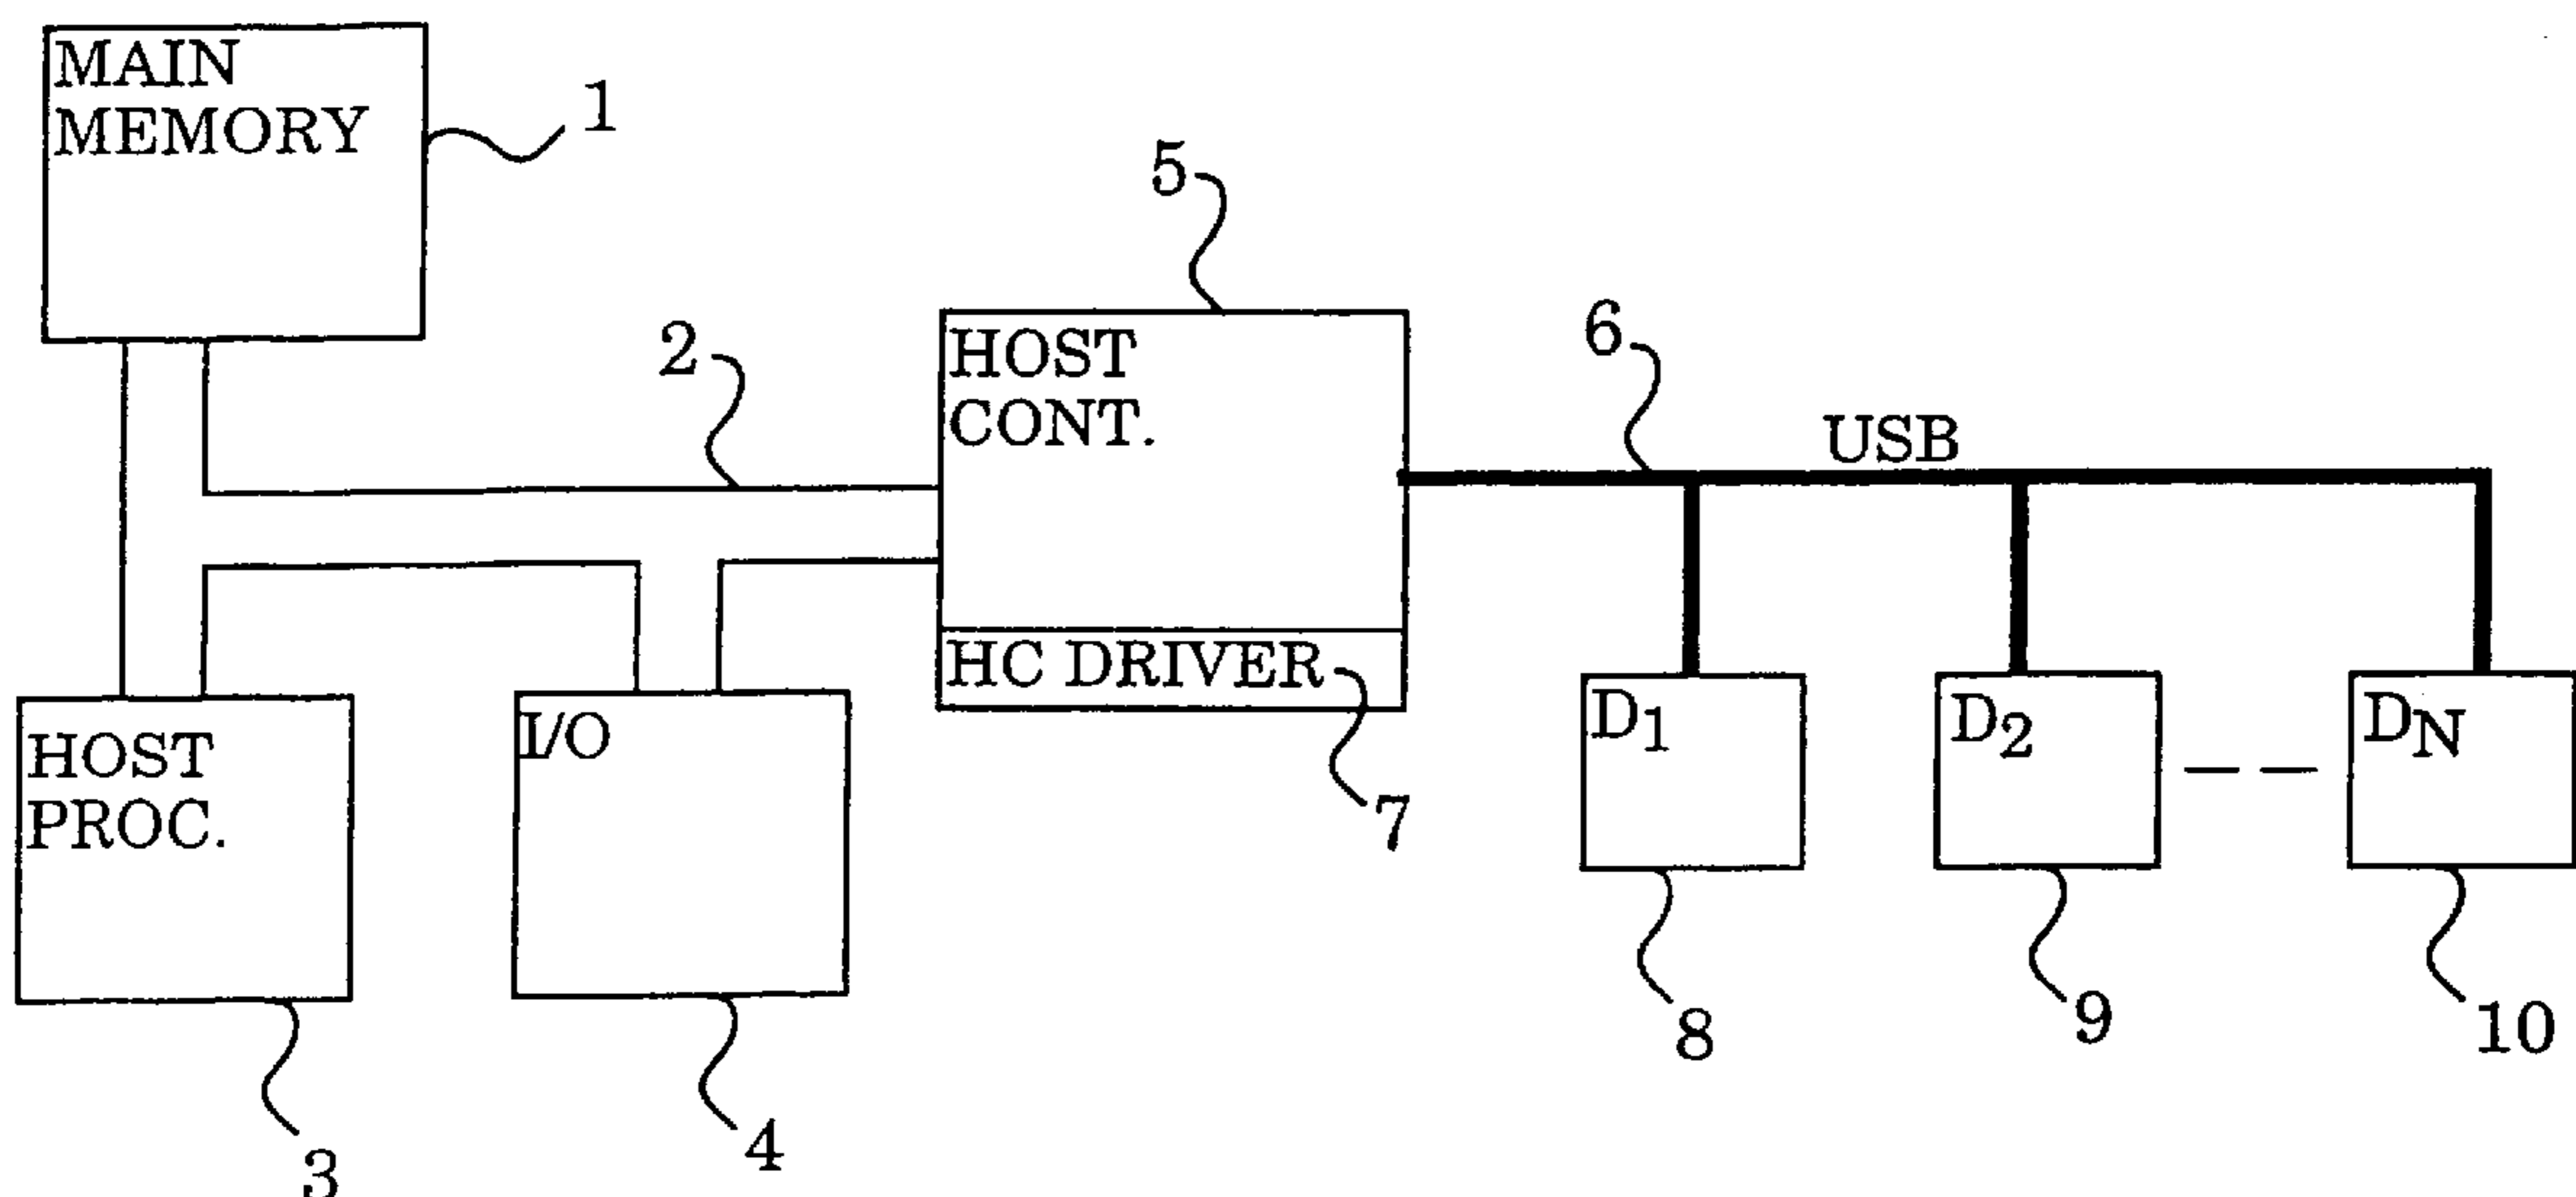 MAIN
MEMORY
1
2
5
HOST
CONT.
6
USB
HC DRIVER
7
HOST
PROC.
3
I/O
4
D1
8
D2
9
DN
10